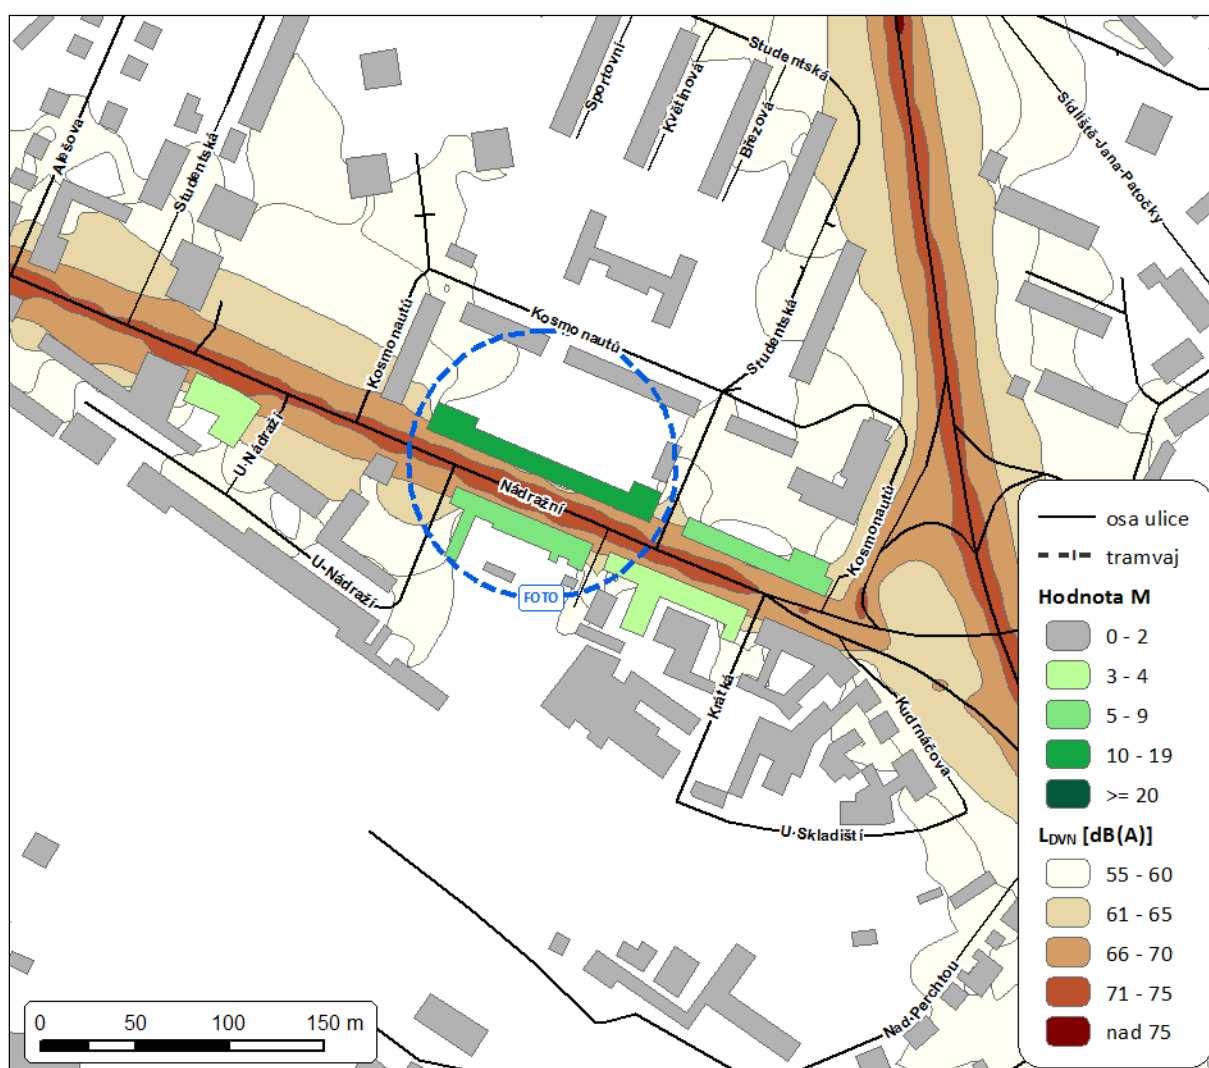 Studentská
Sportovní
Květinová
Březová
Sídliště-Jana-Patočky
Alešova
Studentská
Kosmonautů
Kosmonautů
Studentská
U-Nádraží
Nádražní
Kosmonautů
U-Nádraží
FOTO
Krátká
Kudrnáčova
U-Skladiští
Nad-Perchtou
osa ulice
tramvaj
Hodnota M
0 - 2
3 - 4
5 - 9
10 - 19
>= 20
LDVN [dB(A)]
55 - 60
61 - 65
66 - 70
71 - 75
nad 75
0 50 100 150 m